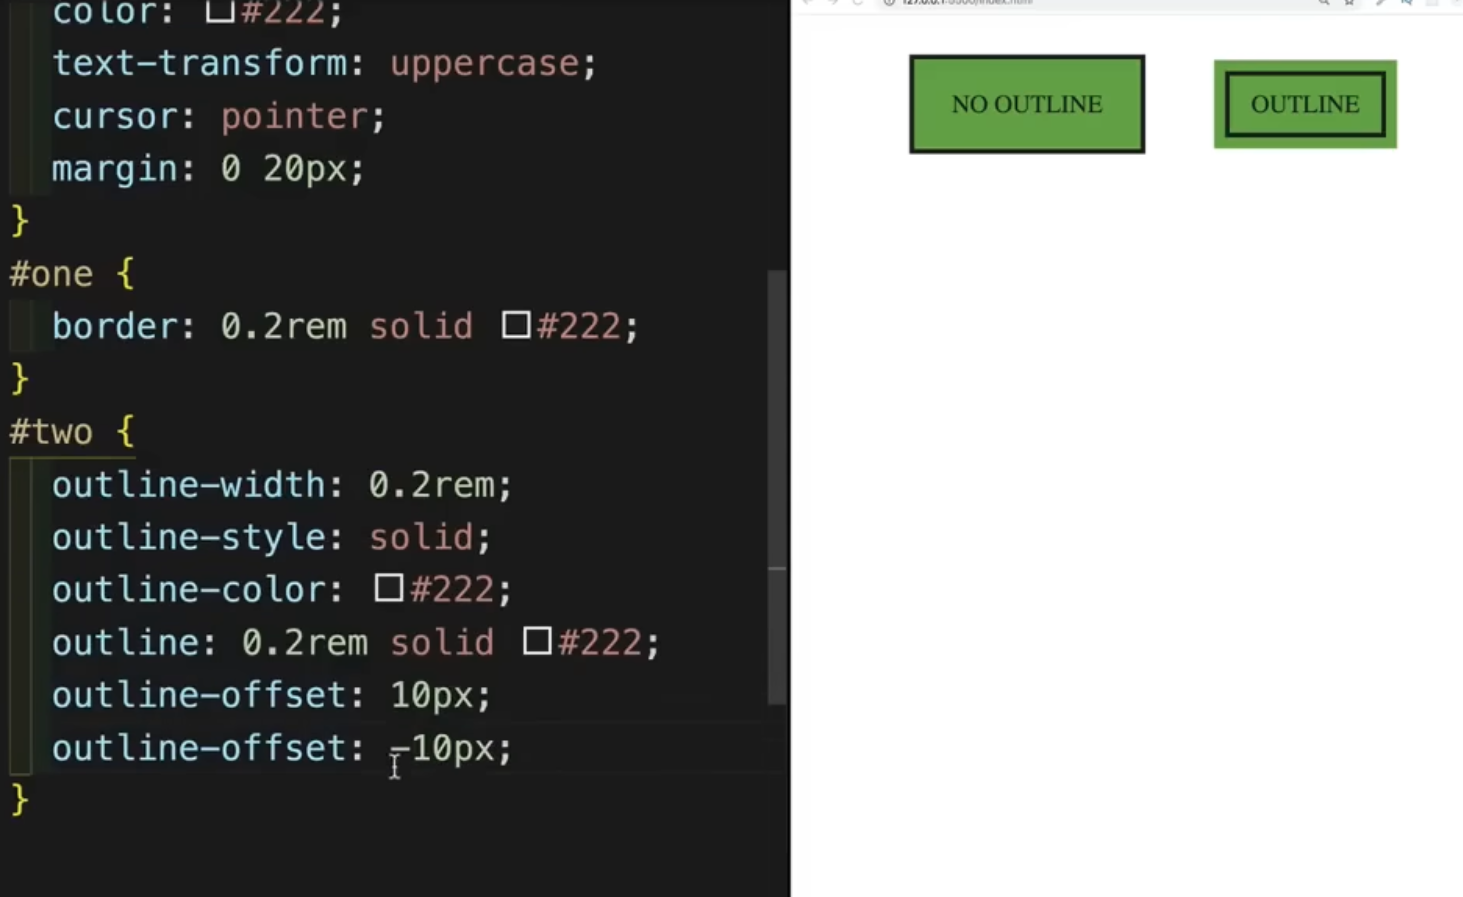 color: #222;
text-transform: uppercase;
cursor: pointer;
margin: 0 20px;
}
#one {
border: 0.2rem solid #222;
}
#two {
outline-width: 0.2rem;
outline-style: solid;
outline-color: #222;
outline: 0.2rem solid #222;
outline-offset: 10px;
outline-offset: -10px;
}
NO OUTLINE
OUTLINE